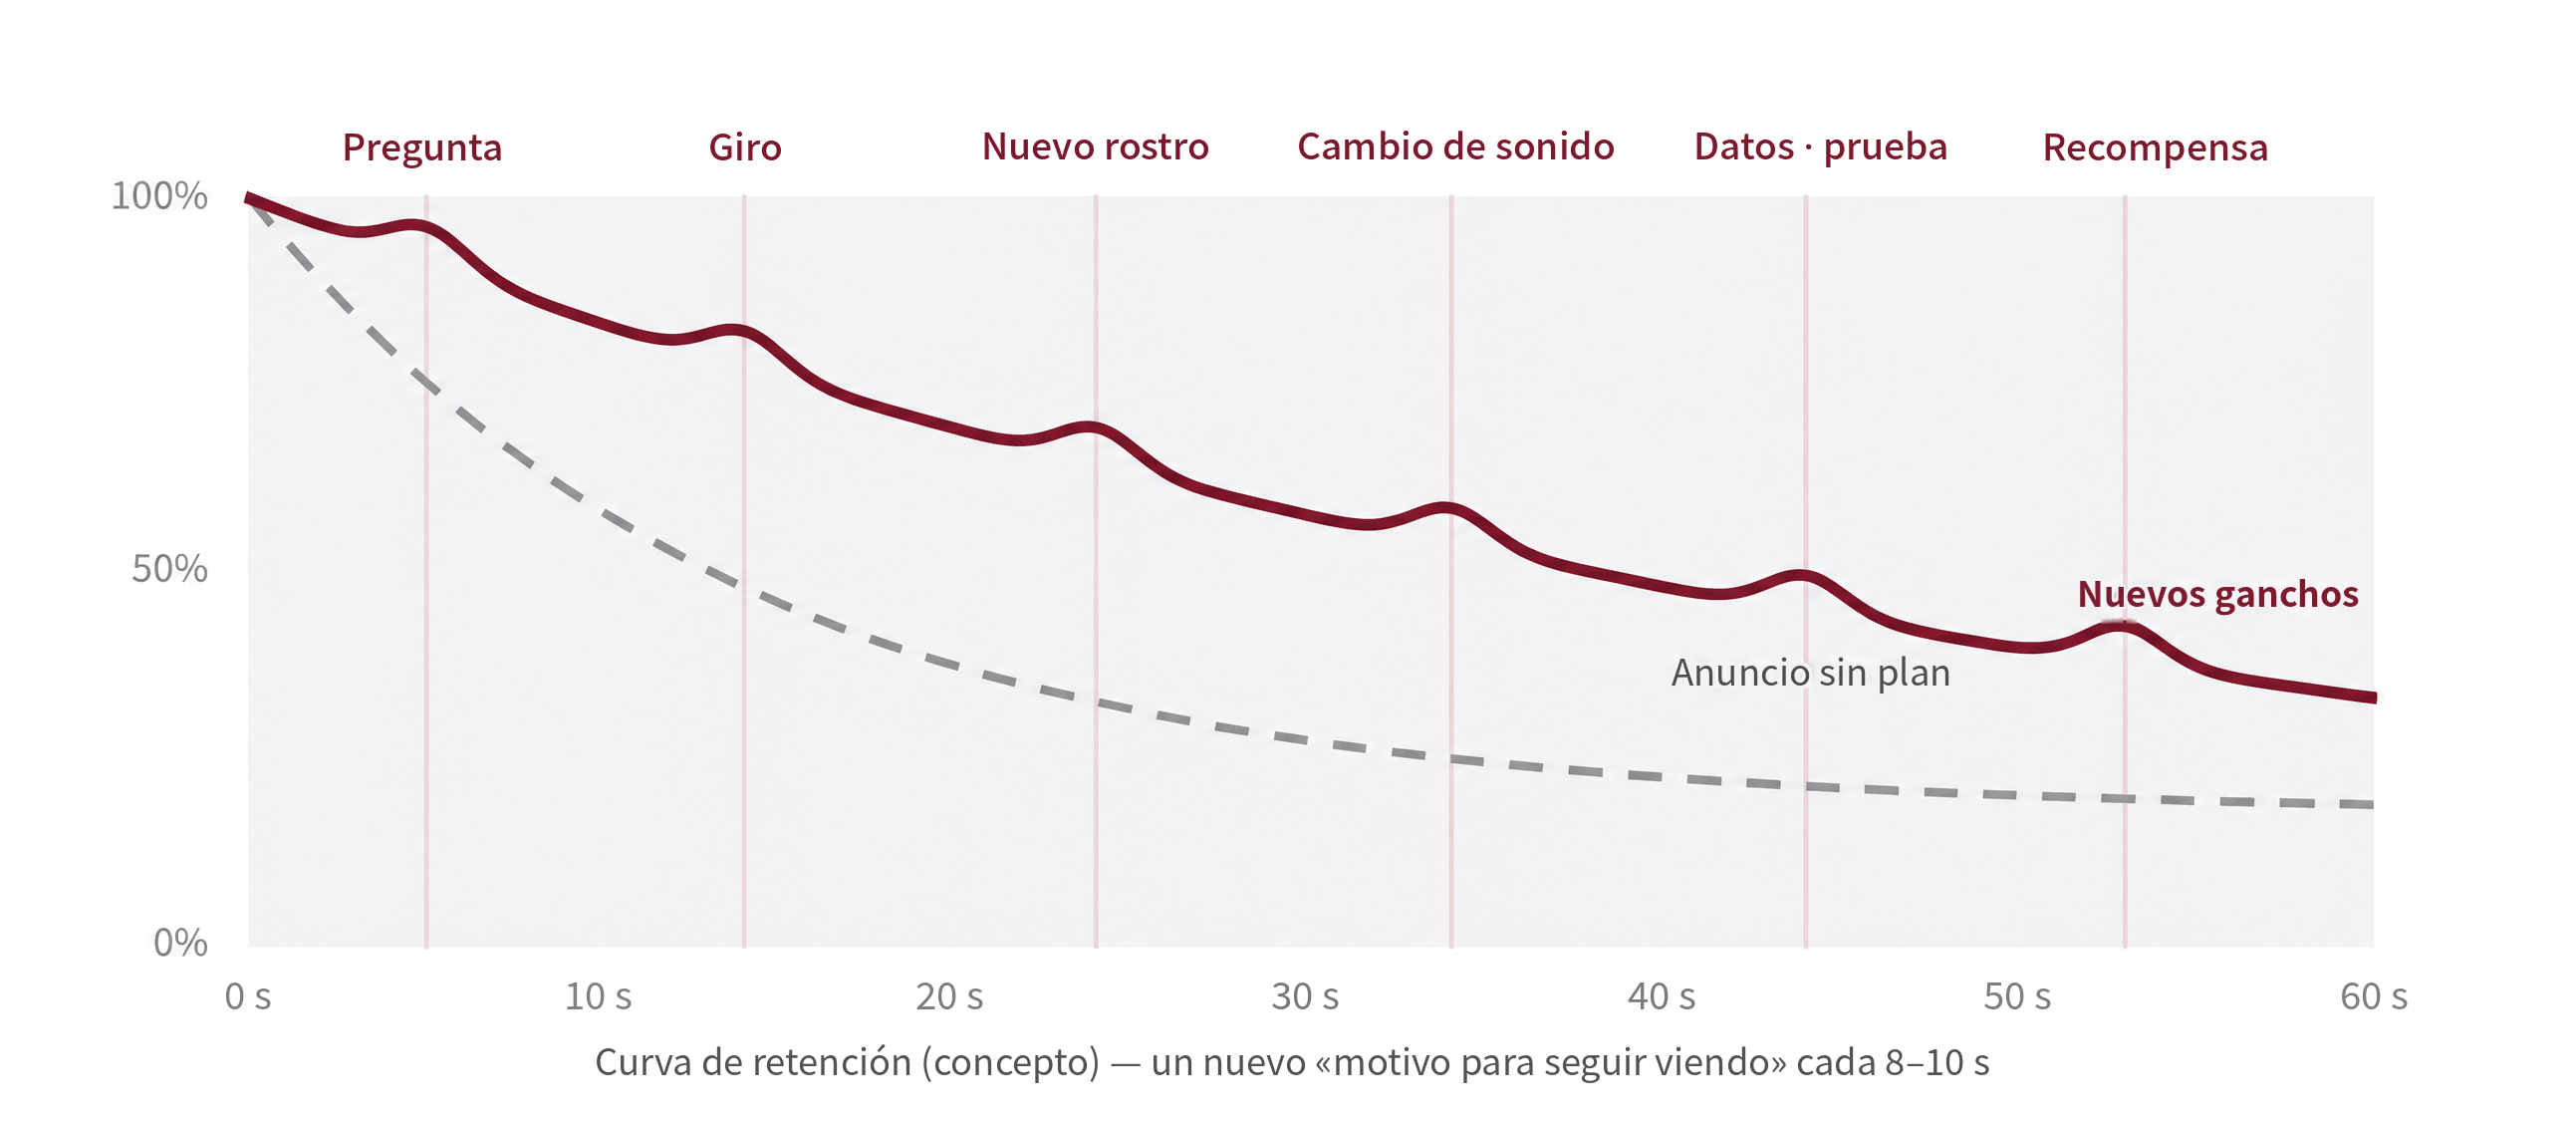 Pregunta
Giro
Nuevo rostro
Cambio de sonido
Datos · prueba
Recompensa
100%
50%
0%
Nuevos ganchos
Anuncio sin plan
0 s
10 s
20 s
30 s
40 s
50 s
60 s
Curva de retención (concepto) — un nuevo «motivo para seguir viendo» cada 8–10 s